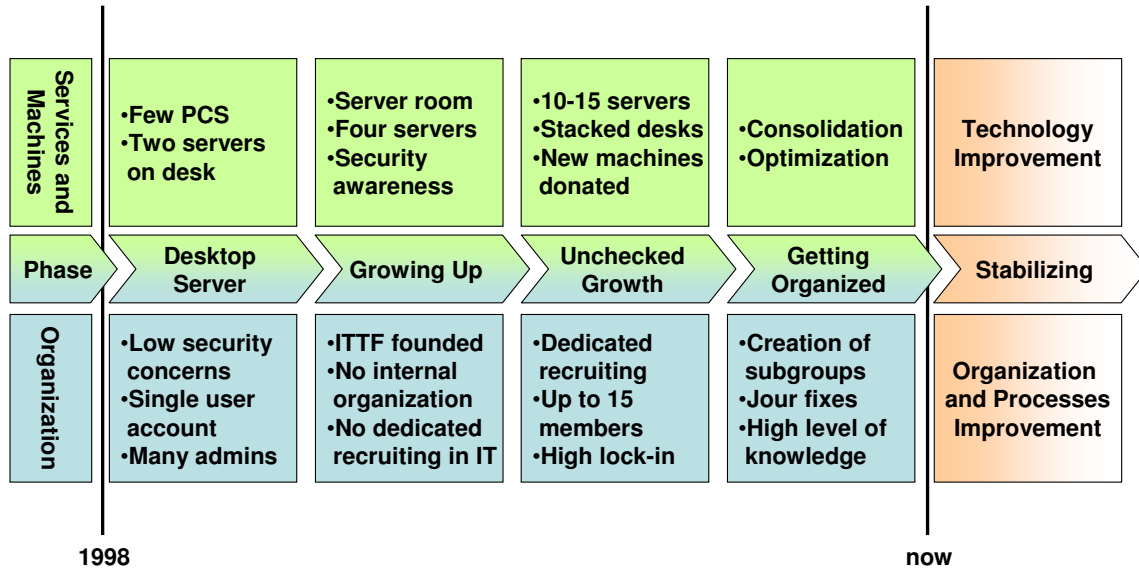 Services and
Machines
•Few PCS
•Two servers
on desk
•Server room
•Four servers
•Security
awareness
•10-15 servers
•Stacked desks
•New machines
donated
•Consolidation
•Optimization
Technology
Improvement
Phase
Desktop
Server
Growing Up
Unchecked
Growth
Getting
Organized
Stabilizing
Organization
•Low security
concerns
•Single user
account
•Many admins
•ITTF founded
•No internal
organization
•No dedicated
recruiting in IT
•Dedicated
recruiting
•Up to 15
members
•High lock-in
•Creation of
subgroups
•Jour fixes
•High level of
knowledge
Organization
and Processes
Improvement
1998
now